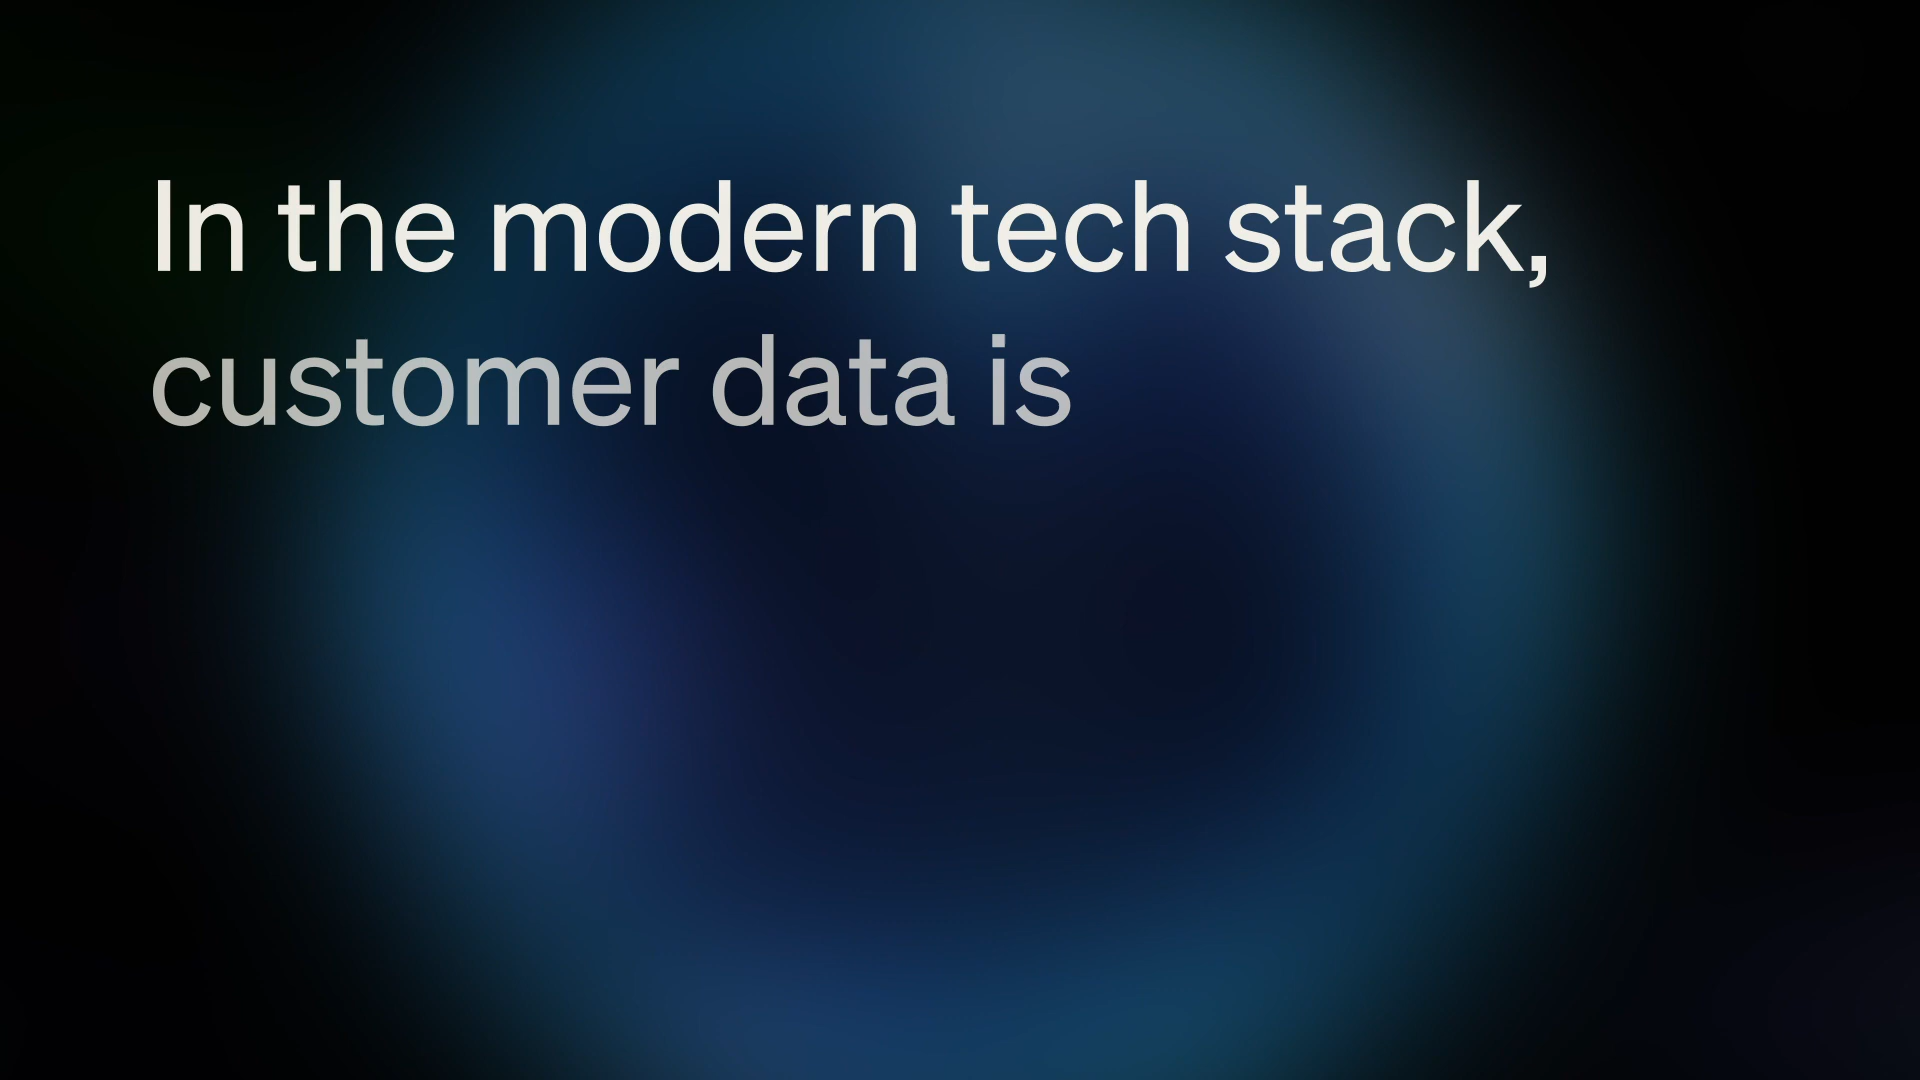 In the modern tech stack,
customer data is